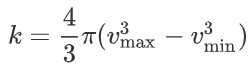 k = \frac{4}{3}\pi(v_{\max}^{3} - v_{\min}^{3})